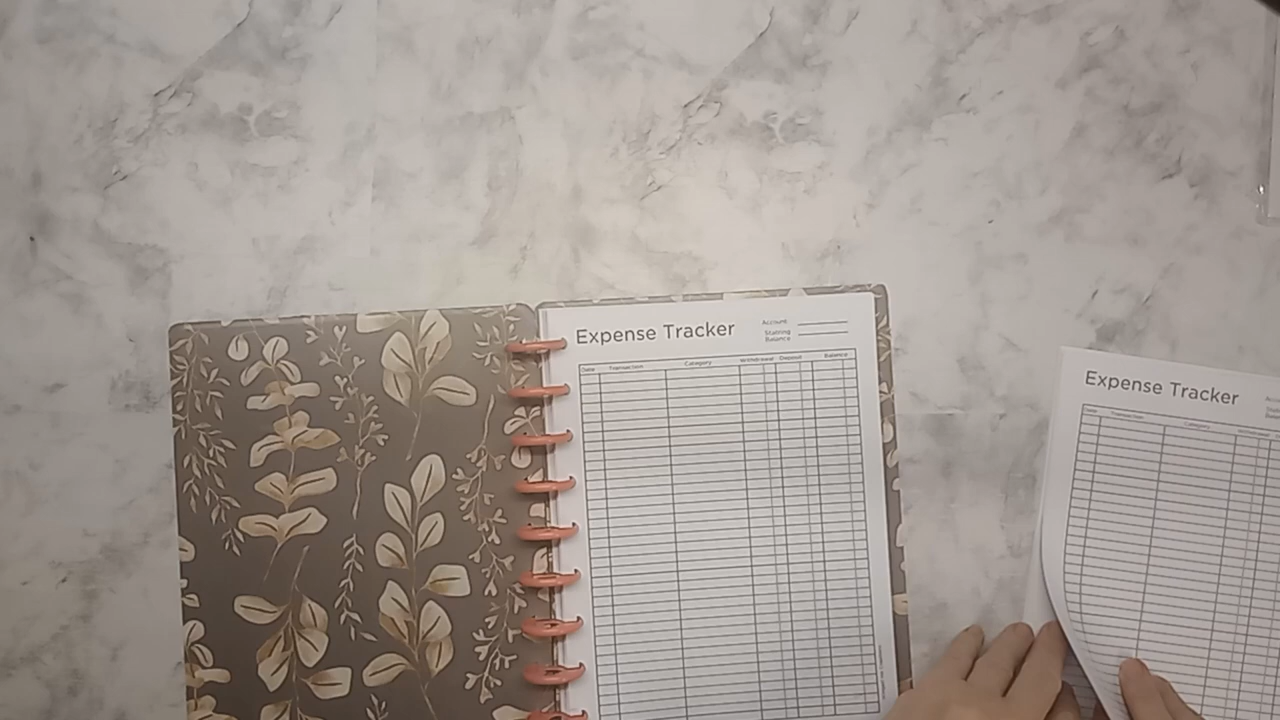 Expense Tracker
Account
Starting
Balance
Date Transaction Category Withdrawal Deposit Balance
Expense Tracker
Date Transaction Category